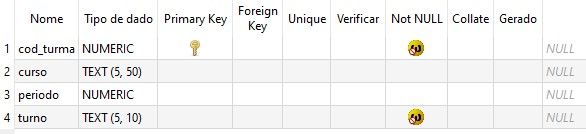 Nome Tipo de dado Primary Key Foreign Key Unique Verificar Not NULL Collate Gerado
1 cod_turma NUMERIC NULL
2 curso TEXT (5, 50) NULL
3 periodo NUMERIC NULL
4 turno TEXT (5, 10) NULL